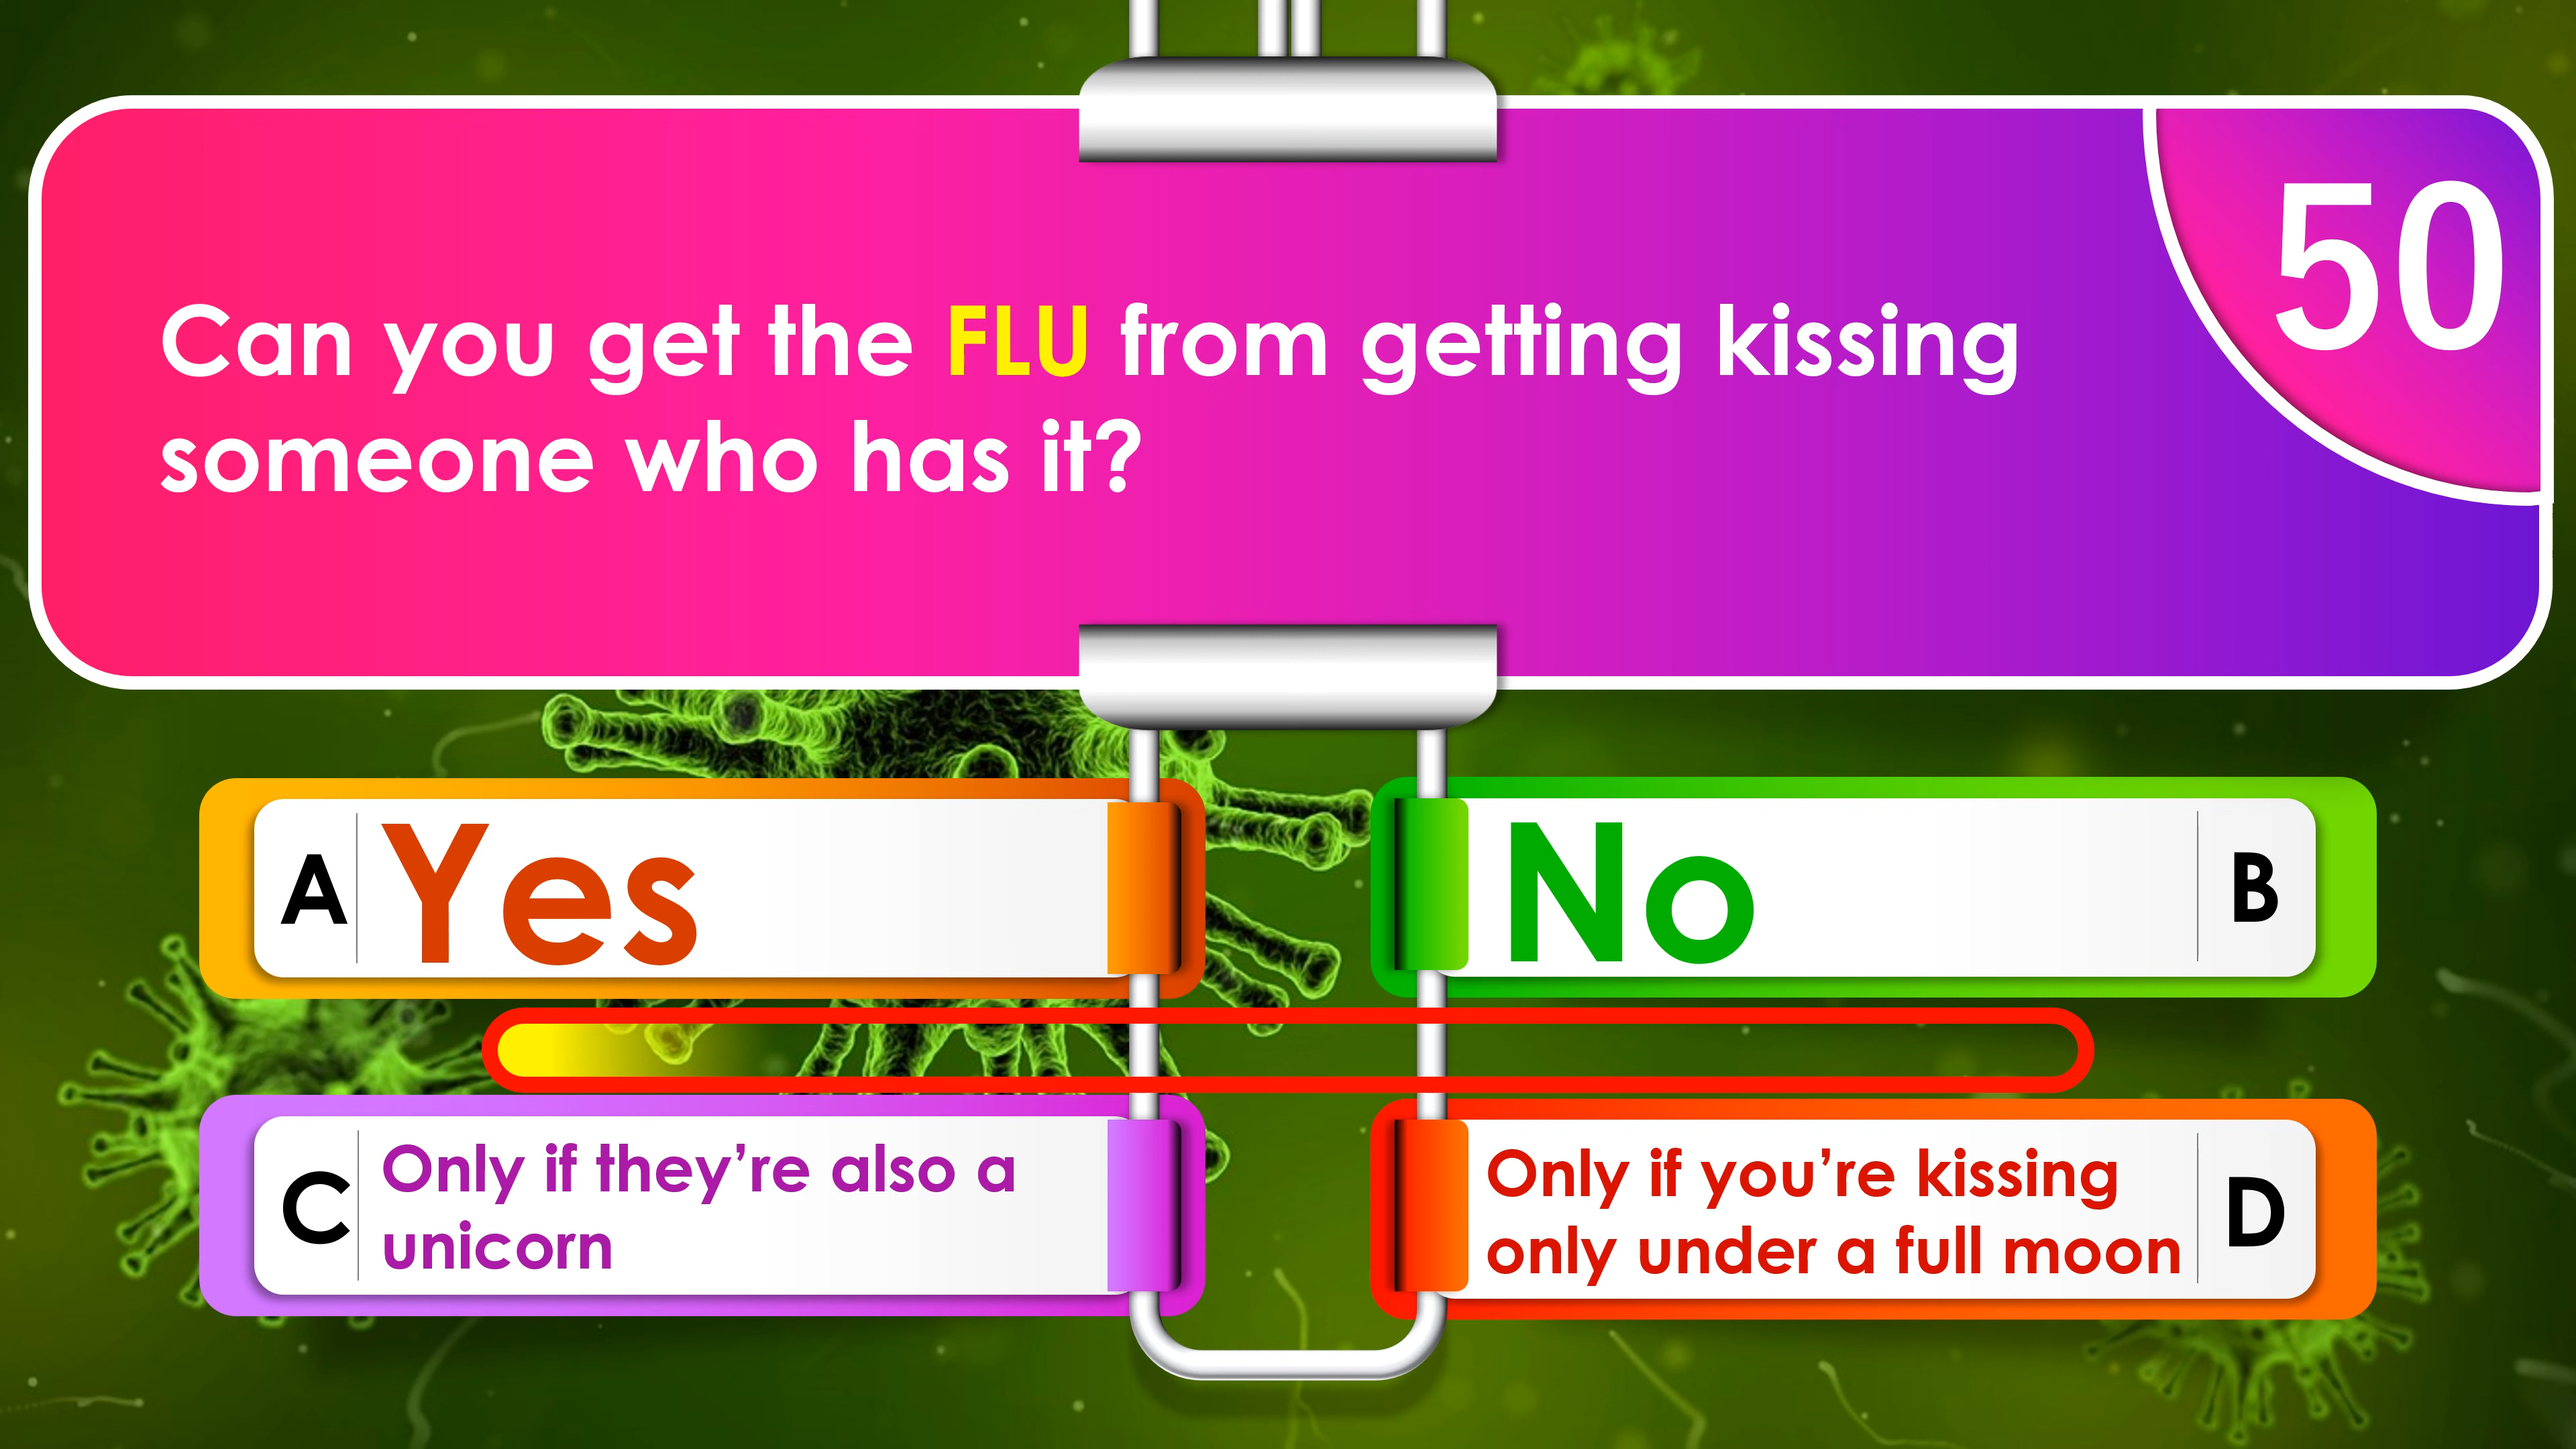 50
Can you get the FLU from getting kissing
someone who has it?
A Yes
No B
C Only if they’re also a
unicorn
Only if you’re kissing
only under a full moon D